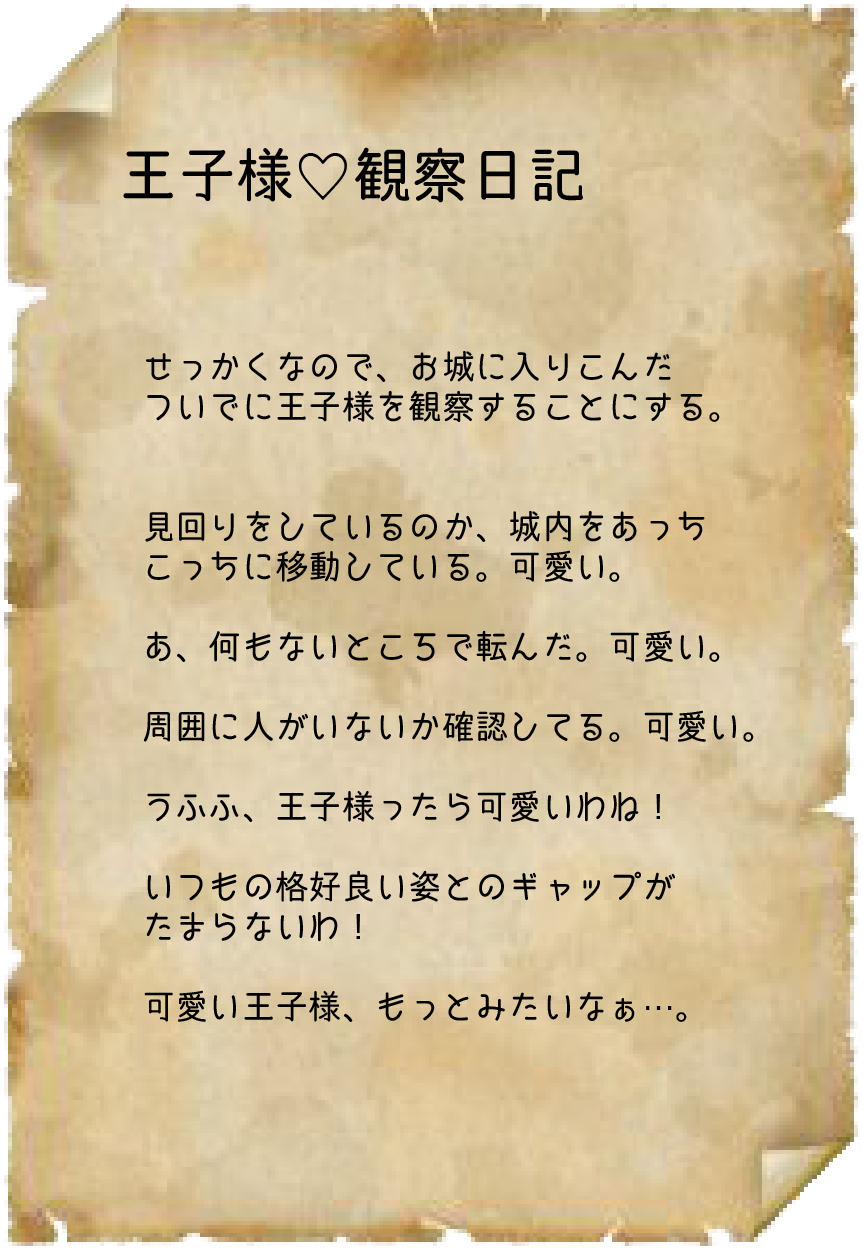 王子様♡観察日記
せっかくなので、お城に入りこんだ
ついでに王子様を観察することにする。
見回りをしているのか、城内をあっち
こっちに移動している。可愛い。
あ、何もないところで転んだ。可愛い。
周囲に人がいないか確認してる。可愛い。
うふふ、王子様ったら可愛いわね！
いつもの格好良い姿とのギャップが
たまらないわ！
可愛い王子様、もっとみたいなぁ…。